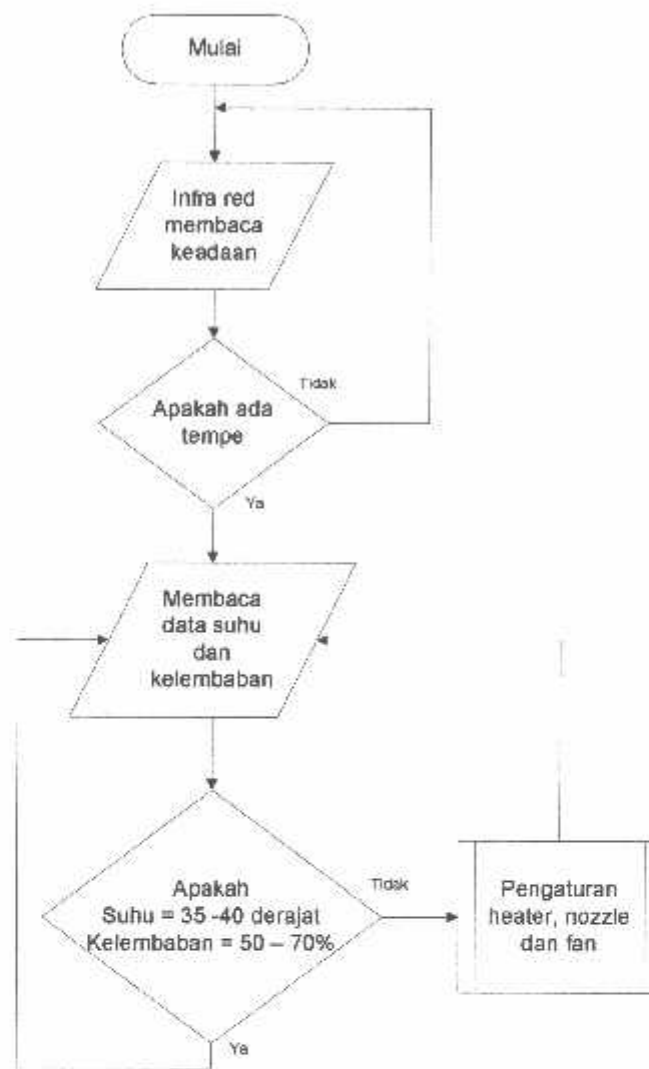 Mulai
Infra red
membaca
keadaan
Tidak
Apakah ada
tempe
Ya
Membaca
data suhu
dan
kelembaban
Apakah
Suhu = 35 -40 derajat
Kelembaban = 50 – 70%
Tidak
Pengaturan
heater, nozzle
dan fan
Ya